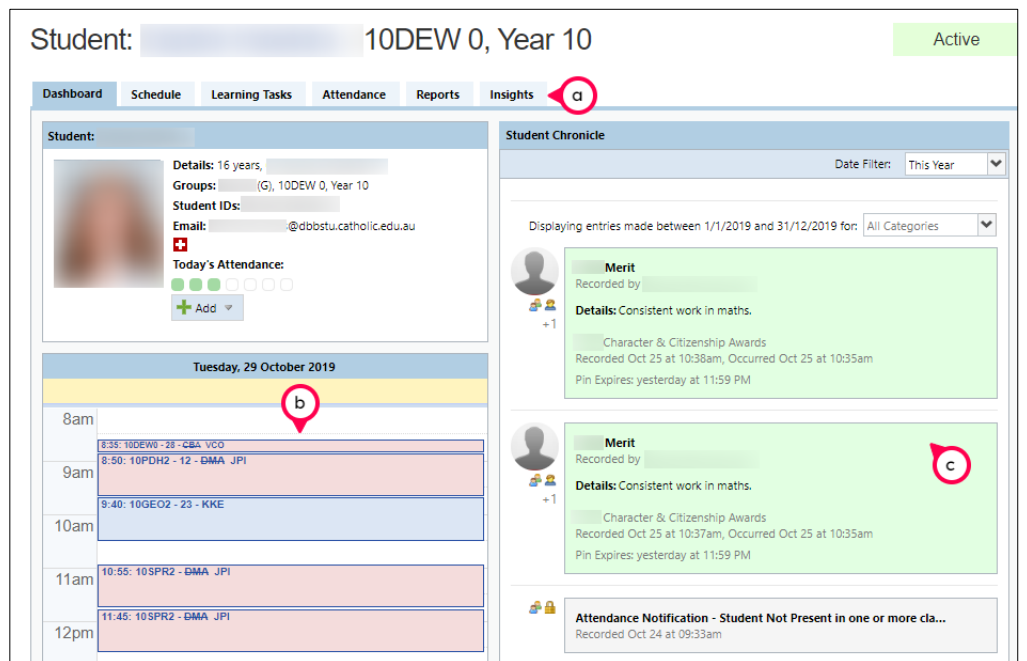 Student: 10DEW 0, Year 10
Active
Dashboard Schedule Learning Tasks Attendance Reports Insights
a
Student:
Details: 16 years,
Groups: (G), 10DEW 0, Year 10
Student IDs:
Email: @dbbstu.catholic.edu.au
Today's Attendance:
Add
Tuesday, 29 October 2019
b
8am
8:35: 10DEW0 - 28 - CBA VCO
8:50: 10PDH2 - 12 - DMA JPI
9am
9:40: 10GEO2 - 23 - KKE
10am
10:55: 10SPR2 - DMA JPI
11am
11:45: 10SPR2 - DMA JPI
12pm
Student Chronicle
Date Filter: This Year
Displaying entries made between 1/1/2019 and 31/12/2019 for: All Categories
Merit
Recorded by
+1
Details: Consistent work in maths.
Character & Citizenship Awards
Recorded Oct 25 at 10:38am, Occurred Oct 25 at 10:35am
Pin Expires: yesterday at 11:59 PM
Merit
Recorded by
c
+1
Details: Consistent work in maths.
Character & Citizenship Awards
Recorded Oct 25 at 10:37am, Occurred Oct 25 at 10:35am
Pin Expires: yesterday at 11:59 PM
Attendance Notification - Student Not Present in one or more cla...
Recorded Oct 24 at 09:33am